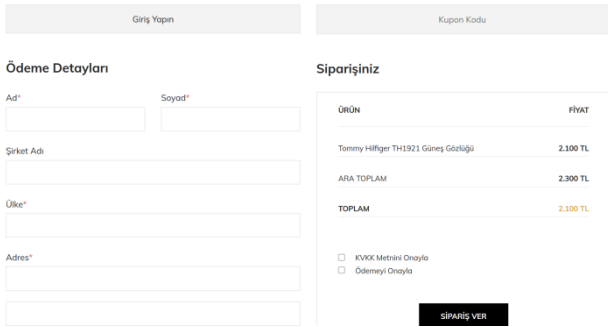 Giriş Yapın
Kupon Kodu
Ödeme Detayları
Ad*
Soyad*
Şirket Adı
Ülke*
Adres*
Siparişiniz
ÜRÜN FİYAT
Tommy Hilfiger TH1921 Güneş Gözlüğü 2.100 TL
ARA TOPLAM 2.300 TL
TOPLAM 2.100 TL
KVKK Metnini Onayla
Ödemeyi Onayla
SİPARİŞ VER